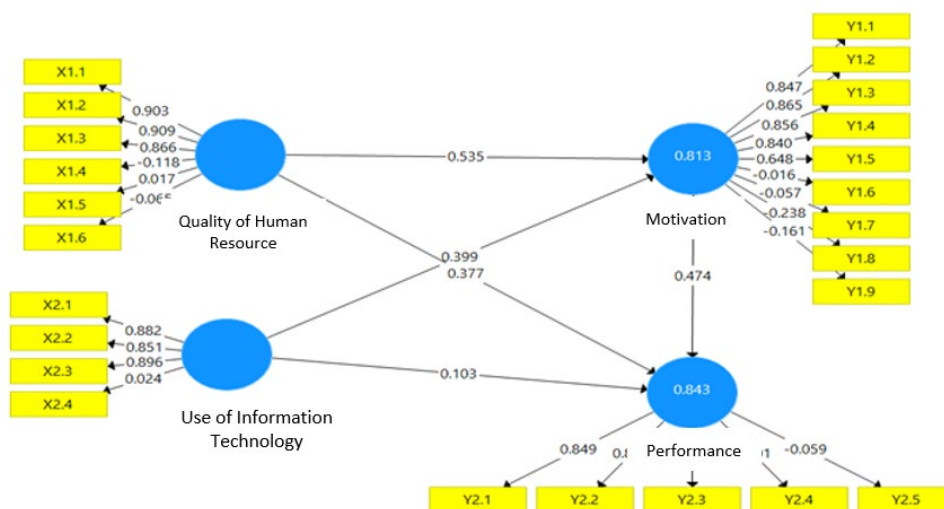 X1.1
X1.2
X1.3
X1.4
X1.5
X1.6
0.903
0.909
0.866
-0.118
0.017
Quality of Human
Resource
X2.1
X2.2
X2.3
X2.4
0.882
0.851
0.896
0.024
Use of Information
Technology
0.535
0.399
0.377
0.103
0.813
Motivation
0.474
0.847
0.865
0.856
0.840
0.648
-0.016
-0.057
-0.238
-0.161
Y1.1
Y1.2
Y1.3
Y1.4
Y1.5
Y1.6
Y1.7
Y1.8
Y1.9
0.843
Performance
0.849
-0.059
Y2.1
Y2.2
Y2.3
Y2.4
Y2.5